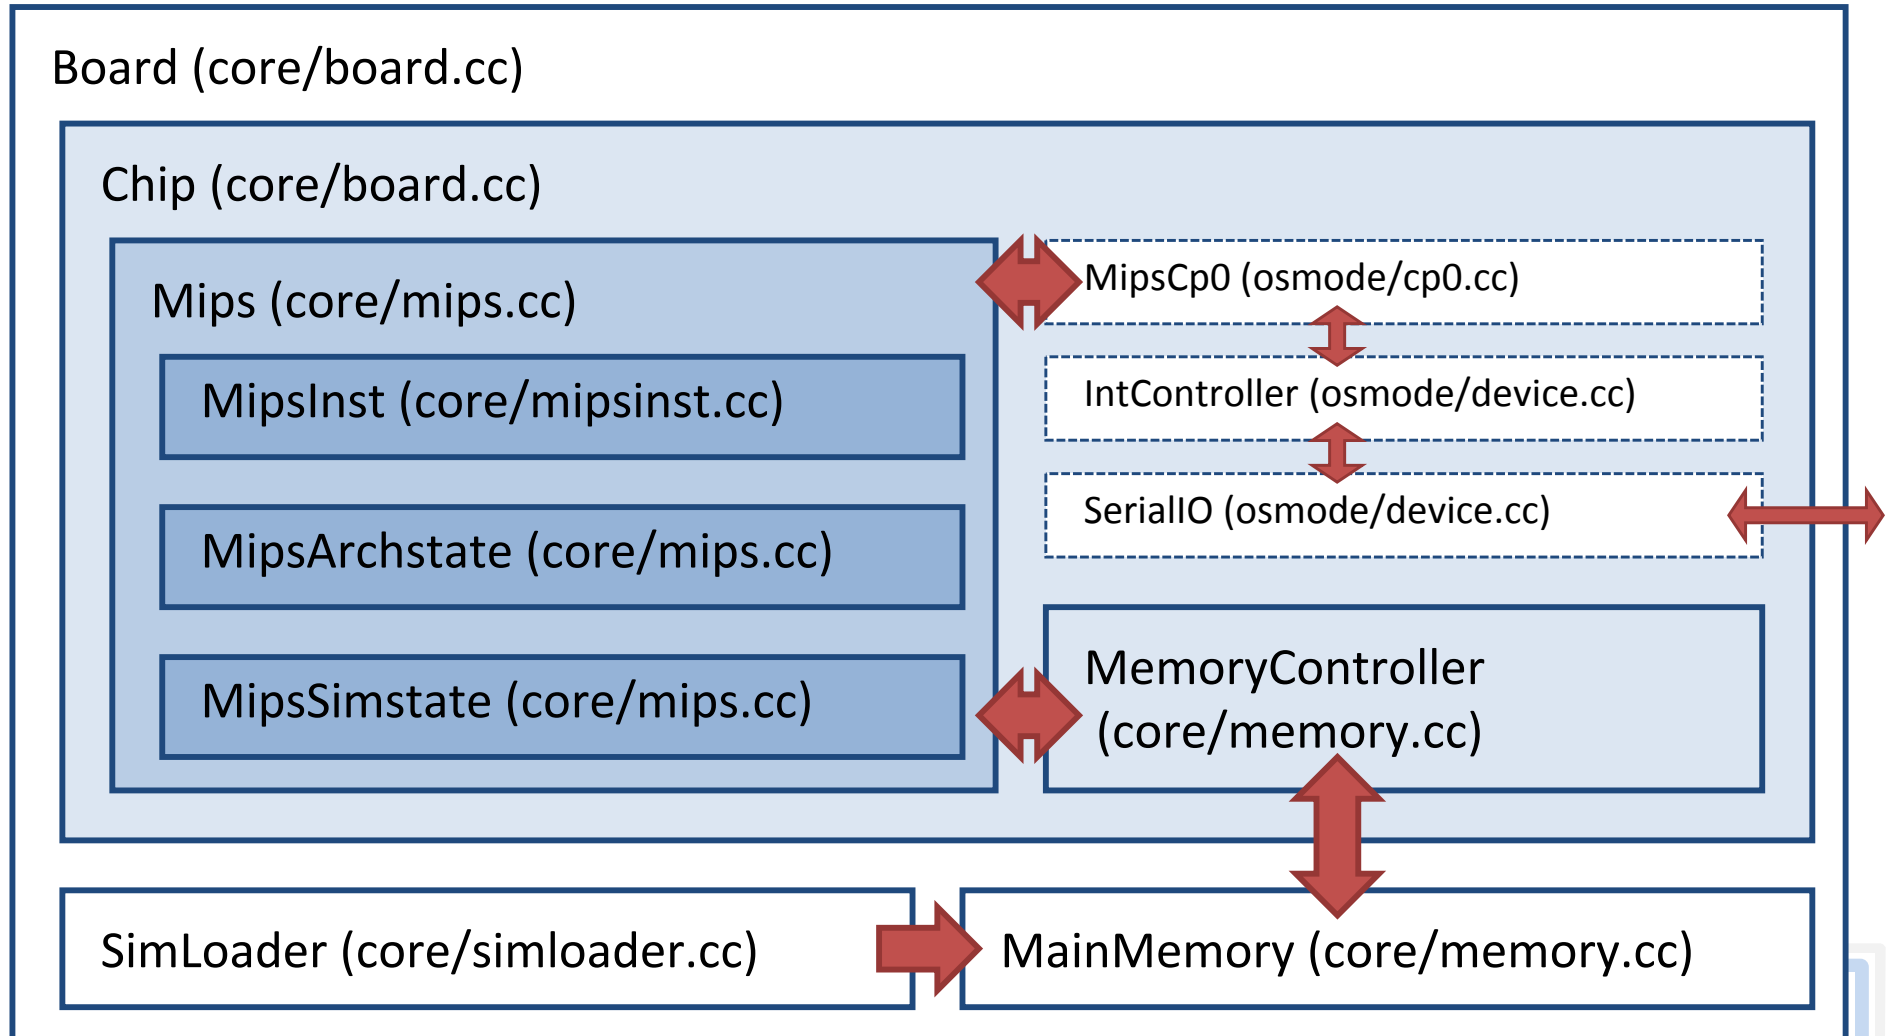 Board (core/board.cc)
Chip (core/board.cc)
Mips (core/mips.cc)
MipsInst (core/mipsinst.cc)
MipsArchstate (core/mips.cc)
MipsSimstate (core/mips.cc)
MipsCp0 (osmode/cp0.cc)
IntController (osmode/device.cc)
SerialIO (osmode/device.cc)
MemoryController
(core/memory.cc)
SimLoader (core/simloader.cc)
MainMemory (core/memory.cc)